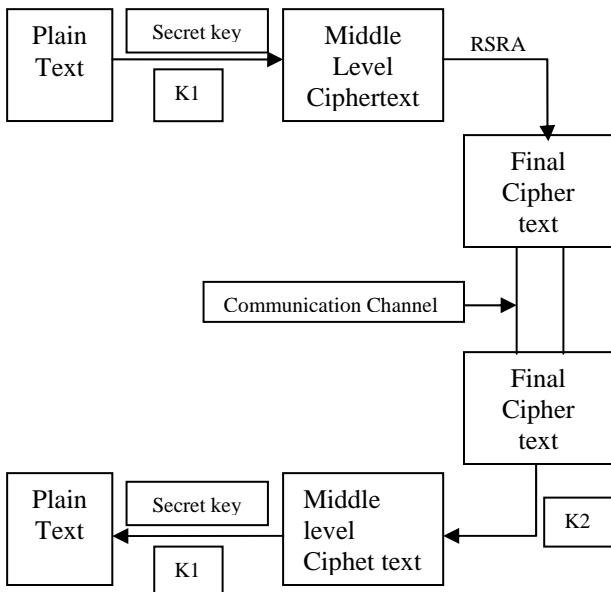 Plain
Text
Secret key
K1
Middle
Level
Ciphertext
RSRA
Final
Cipher
text
Communication Channel
Final
Cipher
text
K2
Plain
Text
Secret key
K1
Middle
level
Ciphet text